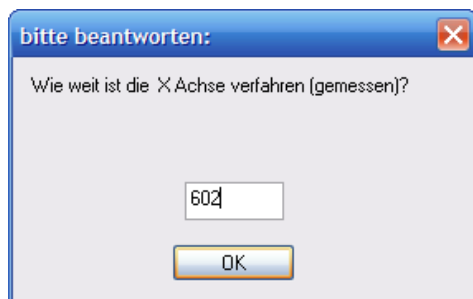 bitte beantworten:
Wie weit ist die X Achse verfahren (gemessen)?
602
OK